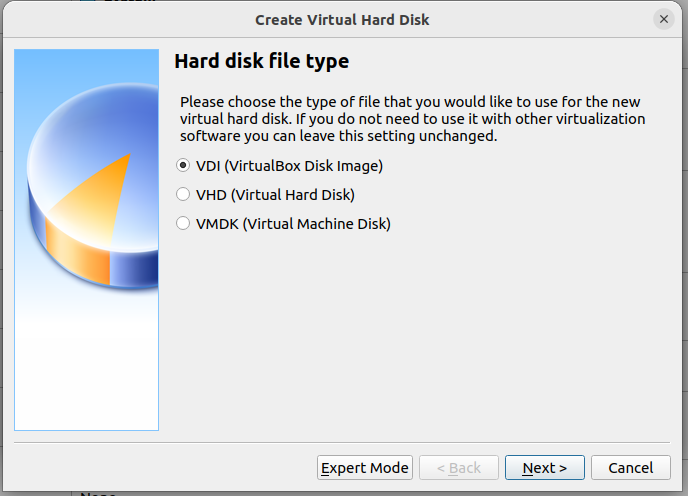 Create Virtual Hard Disk
Hard disk file type
Please choose the type of file that you would like to use for the new
virtual hard disk. If you do not need to use it with other virtualization
software you can leave this setting unchanged.
VDI (VirtualBox Disk Image)
VHD (Virtual Hard Disk)
VMDK (Virtual Machine Disk)
Expert Mode
< Back
Next >
Cancel